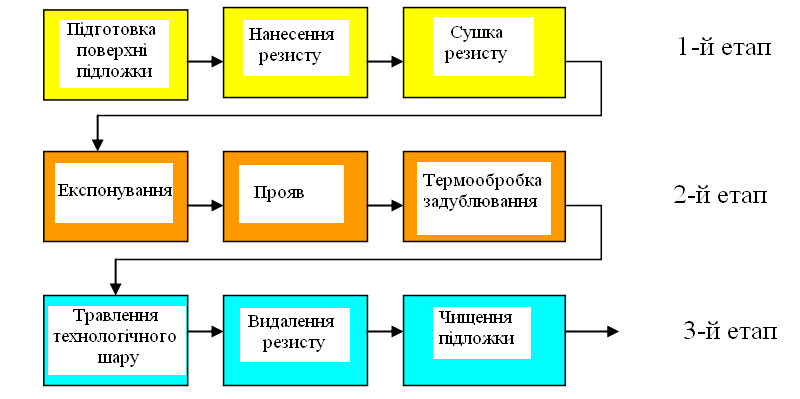 Підготовка
поверхні
підложки
Нанесення
резисту
Сушка
резисту
1-й етап
Експонування
Прояв
Термообробка
задублювання
2-й етап
Травлення
технологічного
шару
Видалення
резисту
Чищення
підложки
3-й етап